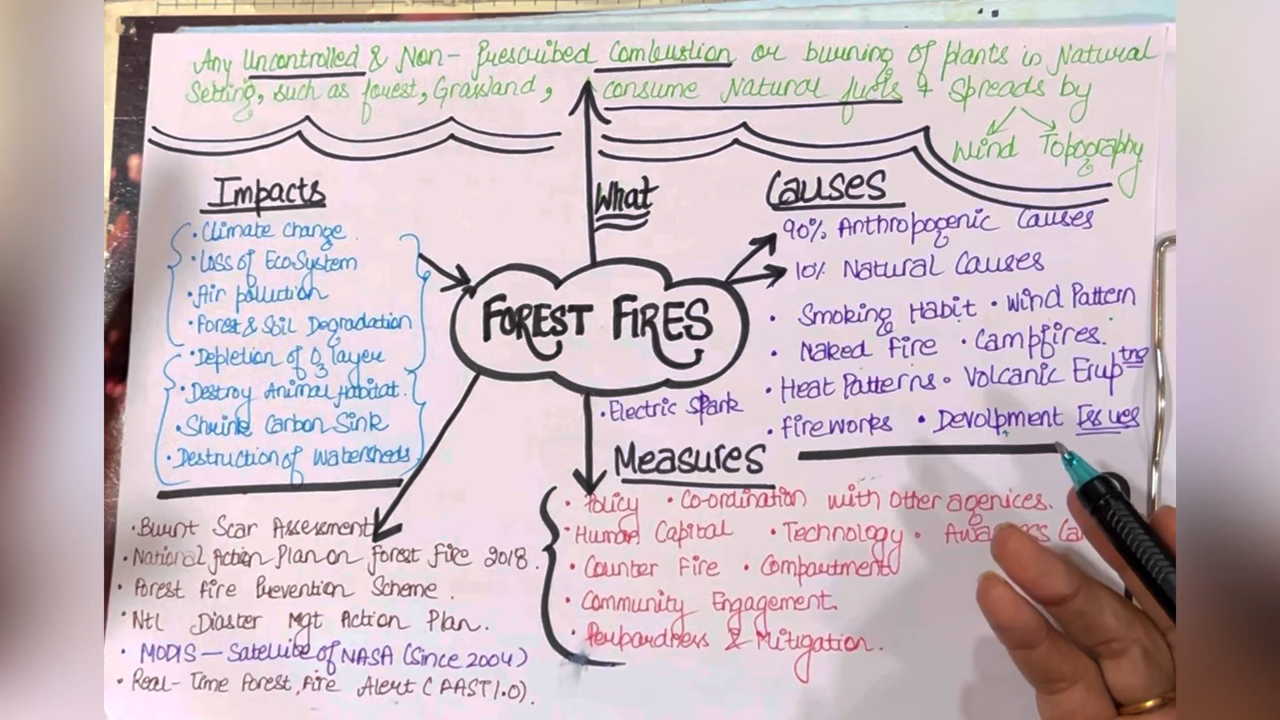 Any Uncontrolled & Non-Prescribed Combustion or burning of plants in Natural
Setting, such as forest, Grassland, consume Natural fuels & Spreads by
Wind Topography
What
Impacts
• Climate Change
• Loss of EcoSystem
• Air pollution
• Forest & Soil Degradation
• Depletion of O3 layer
• Destroy Animal Habitat.
• Shrink Carbon Sink
• Destruction of Watersheds
FOREST FIRES
Causes
90% Anthropogenic Causes
10% Natural Causes
• Smoking Habit • Wind Pattern
• Naked Fire • Campfires.
• Heat Patterns • Volcanic Eruptns
• Electric Spark • Fireworks • Devolpment Issues
Measures
• Policy • Co-ordination with other agenices.
• Human Capital • Technology •
• Counter Fire • Compartment
• Community Engagement.
• & Mitigation.
• Burnt Scar Assessment
• National Action Plan on Forest Fire 2018.
• Forest Fire Prevention Scheme.
• Ntl Diaster Mgt Action Plan.
• MODIS – Satellite of NASA (Since 2004)
• Real-Time Forest Fire Alert (FAST 1.0).